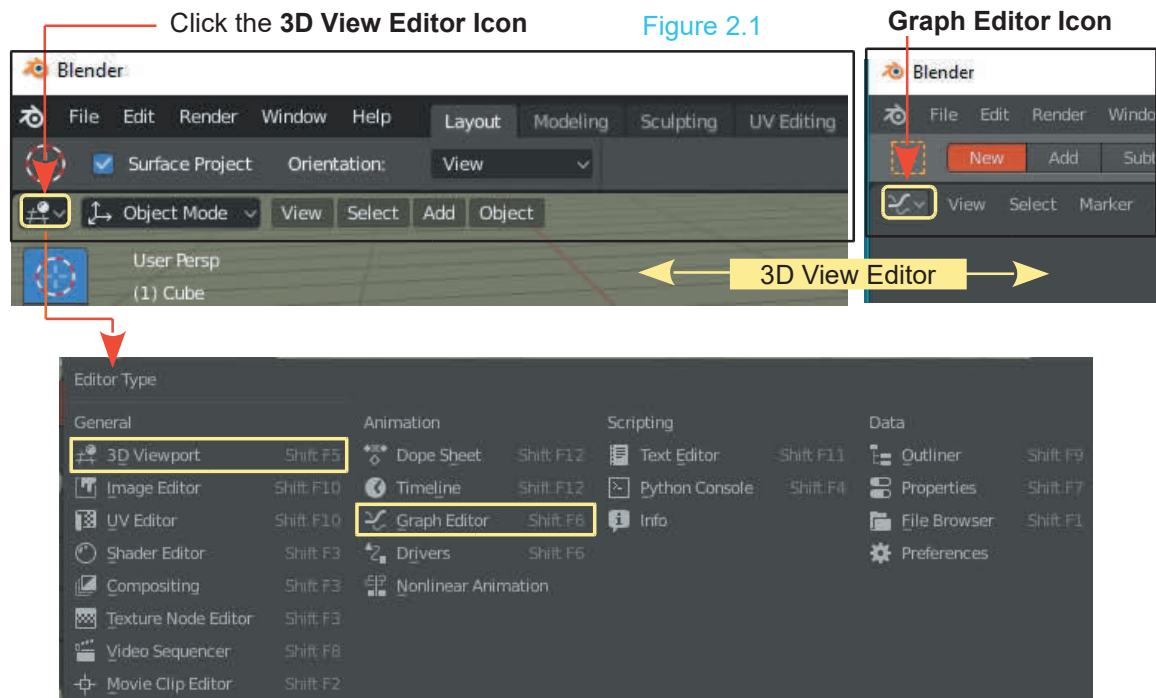 Click the 3D View Editor Icon
Figure 2.1
Graph Editor Icon
Blender
File Edit Render Window Help Layout Modeling Sculpting UV Editing
Surface Project Orientation: View
Object Mode View Select Add Object
User Persp
(1) Cube
Blender
File Edit Render Windo
New Add Subt
View Select Marker
3D View Editor
Editor Type
General
3D Viewport Shift F5
Image Editor Shift F10
UV Editor Shift F10
Shader Editor Shift F3
Compositing Shift F3
Texture Node Editor Shift F3
Video Sequencer Shift F8
Movie Clip Editor Shift F2
Animation
Dope Sheet Shift F12
Timeline Shift F12
Graph Editor Shift F6
Drivers Shift F6
Nonlinear Animation
Scripting
Text Editor Shift F11
Python Console Shift F4
Info
Data
Outliner Shift F9
Properties Shift F7
File Browser Shift F1
Preferences